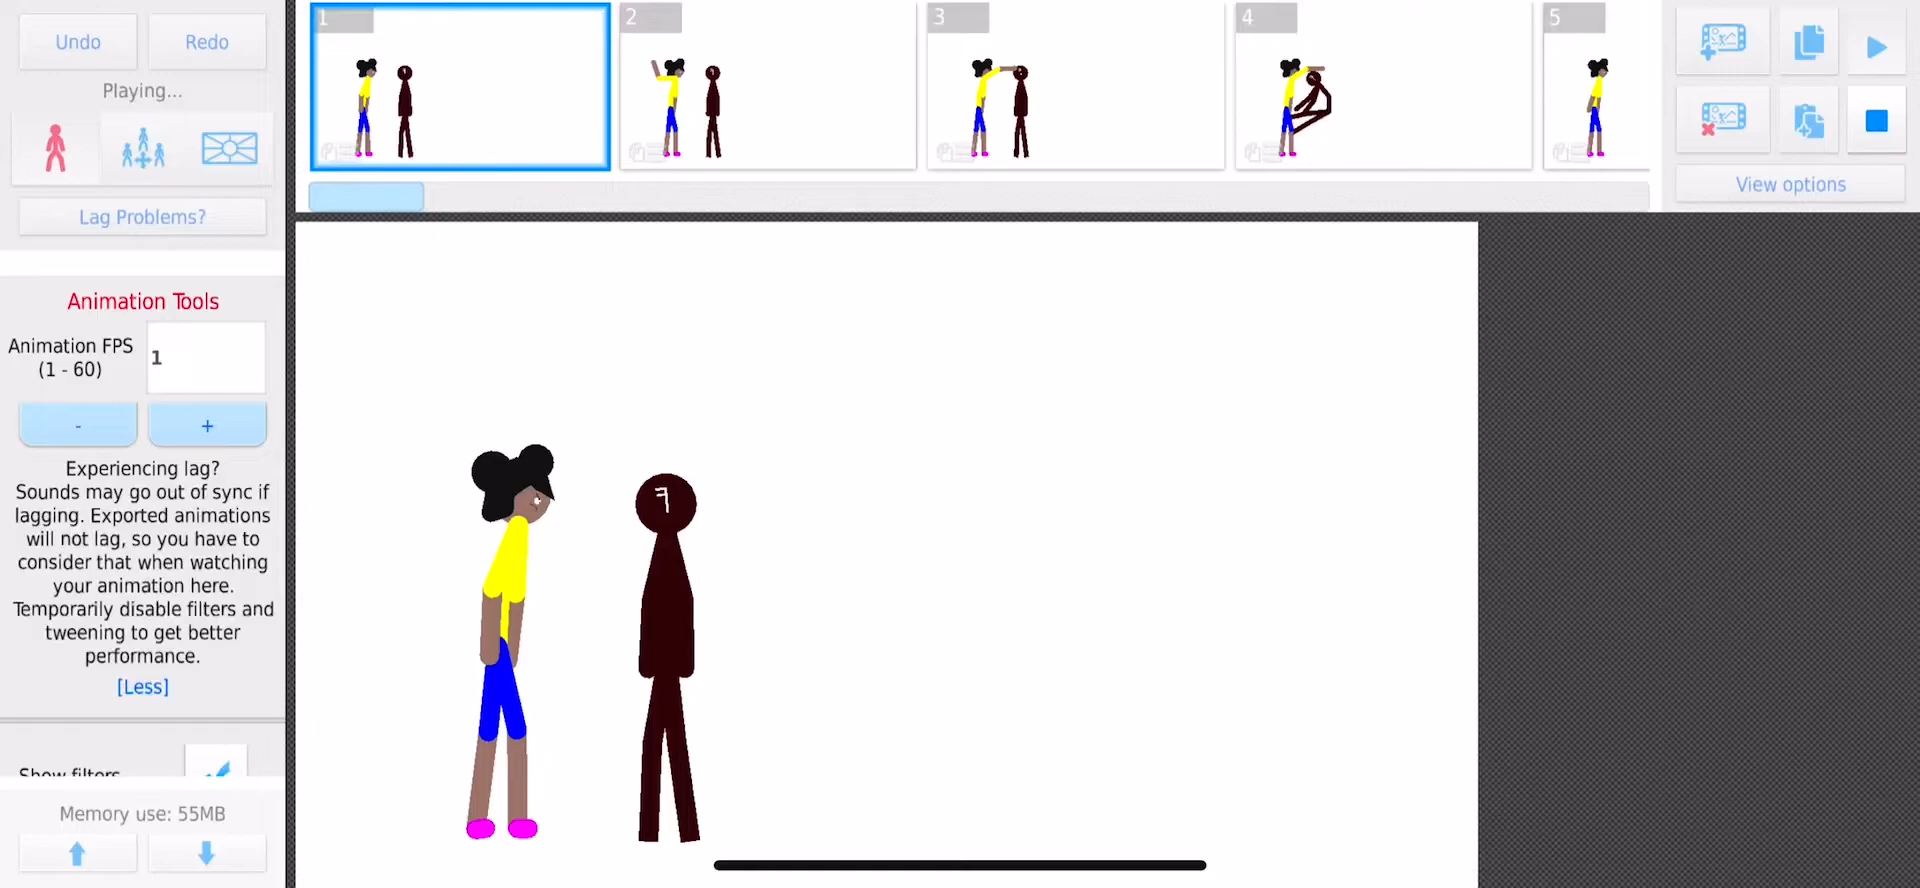 Undo Redo
Playing...
Lag Problems?
Animation Tools
Animation FPS
(1 - 60)
1
- +
Experiencing lag?
Sounds may go out of sync if
lagging. Exported animations
will not lag, so you have to
consider that when watching
your animation here.
Temporarily disable filters and
tweening to get better
performance.
[Less]
Show filters
Memory use: 55MB
1 2 3 4 5
View options